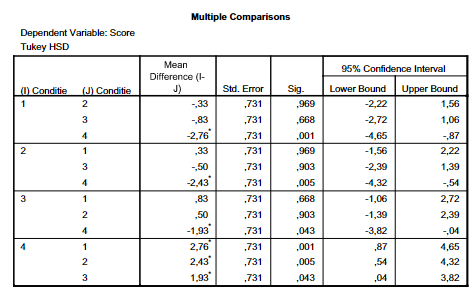 Multiple Comparisons
Dependent Variable: Score
Tukey HSD
Mean Difference (I-J) Std. Error Sig. 95% Confidence Interval
(I) Conditie (J) Conditie Lower Bound Upper Bound
1 2 -,33 ,731 ,969 -2,22 1,56
3 -,83 ,731 ,668 -2,72 1,06
4 -2,76* ,731 ,001 -4,65 -,87
2 1 ,33 ,731 ,969 -1,56 2,22
3 -,50 ,731 ,903 -2,39 1,39
4 -2,43* ,731 ,005 -4,32 -,54
3 1 ,83 ,731 ,668 -1,06 2,72
2 ,50 ,731 ,903 -1,39 2,39
4 -1,93* ,731 ,043 -3,82 -,04
4 1 2,76* ,731 ,001 ,87 4,65
2 2,43* ,731 ,005 ,54 4,32
3 1,93* ,731 ,043 ,04 3,82